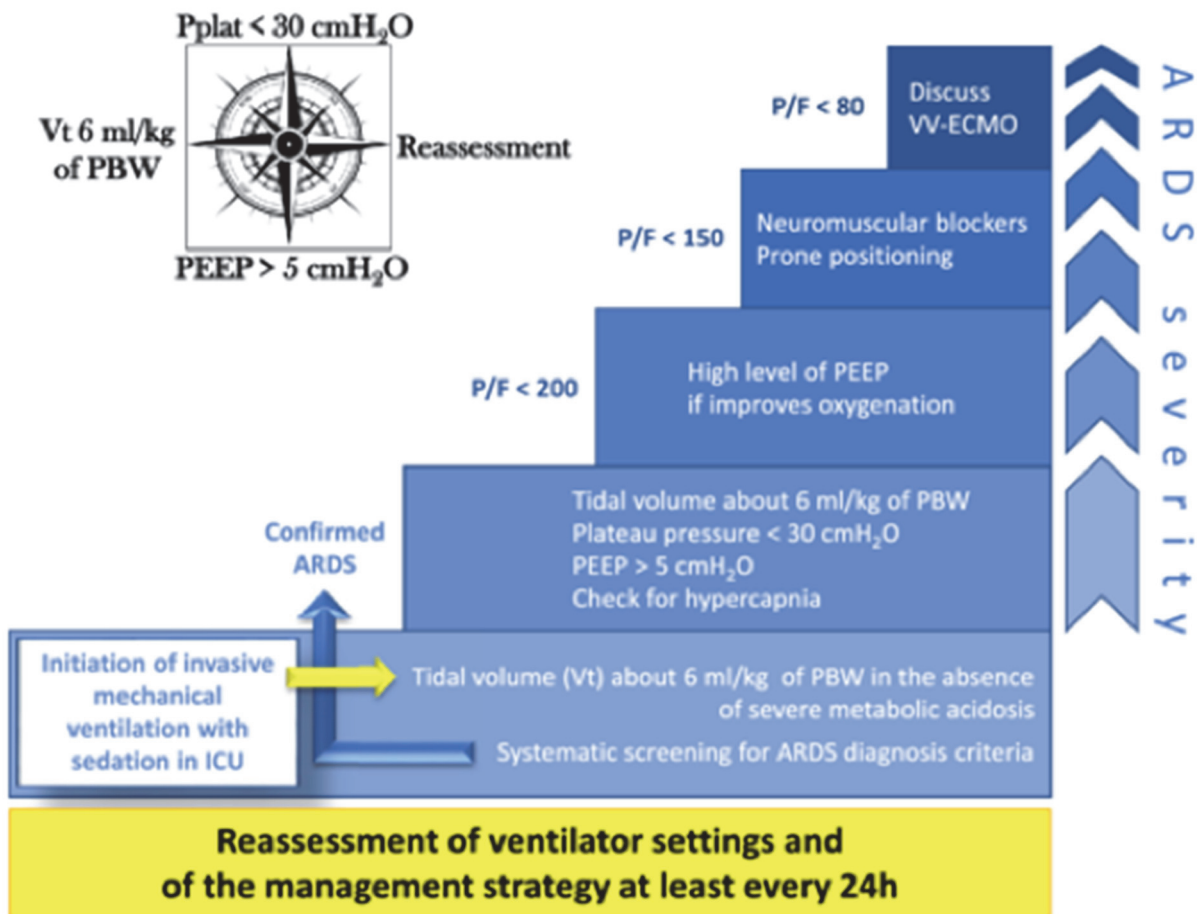 Pplat < 30 cmH₂O
Vt 6 ml/kg
of PBW
Reassessment
PEEP > 5 cmH₂O
P/F < 80
Discuss
VV-ECMO
P/F < 150
Neuromuscular blockers
Prone positioning
P/F < 200
High level of PEEP
if improves oxygenation
Tidal volume about 6 ml/kg of PBW
Plateau pressure < 30 cmH₂O
PEEP > 5 cmH₂O
Check for hypercapnia
Confirmed
ARDS
Initiation of invasive
mechanical
ventilation with
sedation in ICU
Tidal volume (Vt) about 6 ml/kg of PBW in the absence
of severe metabolic acidosis
Systematic screening for ARDS diagnosis criteria
ARDS severity
Reassessment of ventilator settings and
of the management strategy at least every 24h